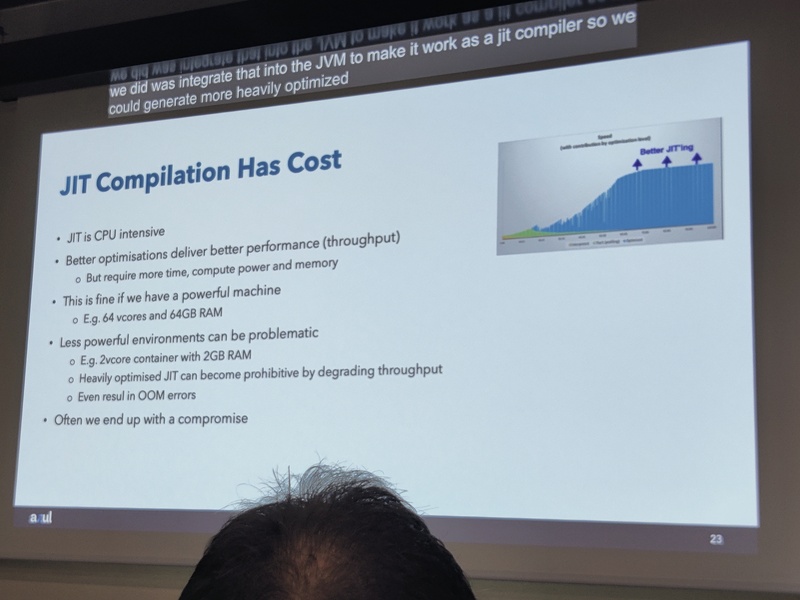 we did was integrate that into the JVM to make it work as a jit compiler so we
could generate more heavily optimized
JIT Compilation Has Cost
Speed
(with contribution by optimisation level)
Better JIT'ing
• JIT is CPU intensive
• Better optimisations deliver better performance (throughput)
o But require more time, compute power and memory
• This is fine if we have a powerful machine
o E.g. 64 vcores and 64GB RAM
• Less powerful environments can be problematic
o E.g. 2vcore container with 2GB RAM
o Heavily optimised JIT can become prohibitive by degrading throughput
o Even resul in OOM errors
• Often we end up with a compromise
azul
23